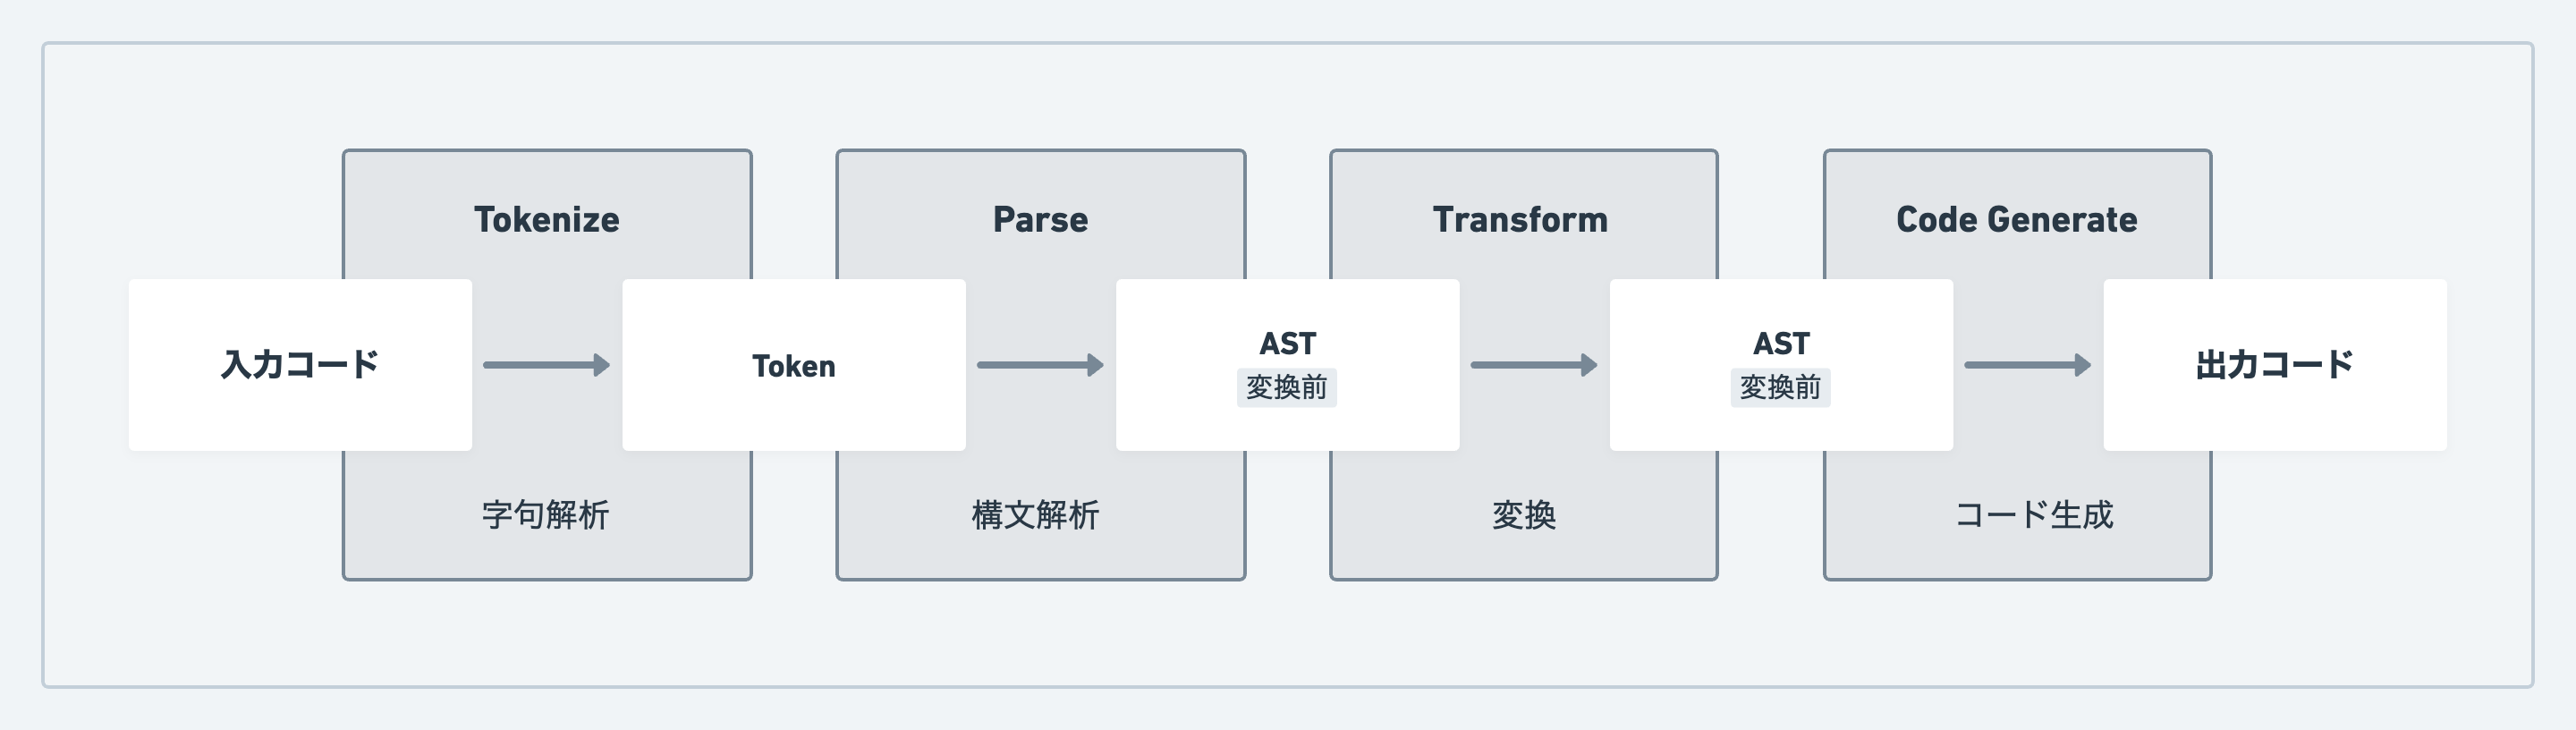 Tokenize
Parse
Transform
Code Generate
入力コード
Token
AST
変換前
AST
変換前
出力コード
字句解析
構文解析
変換
コード生成